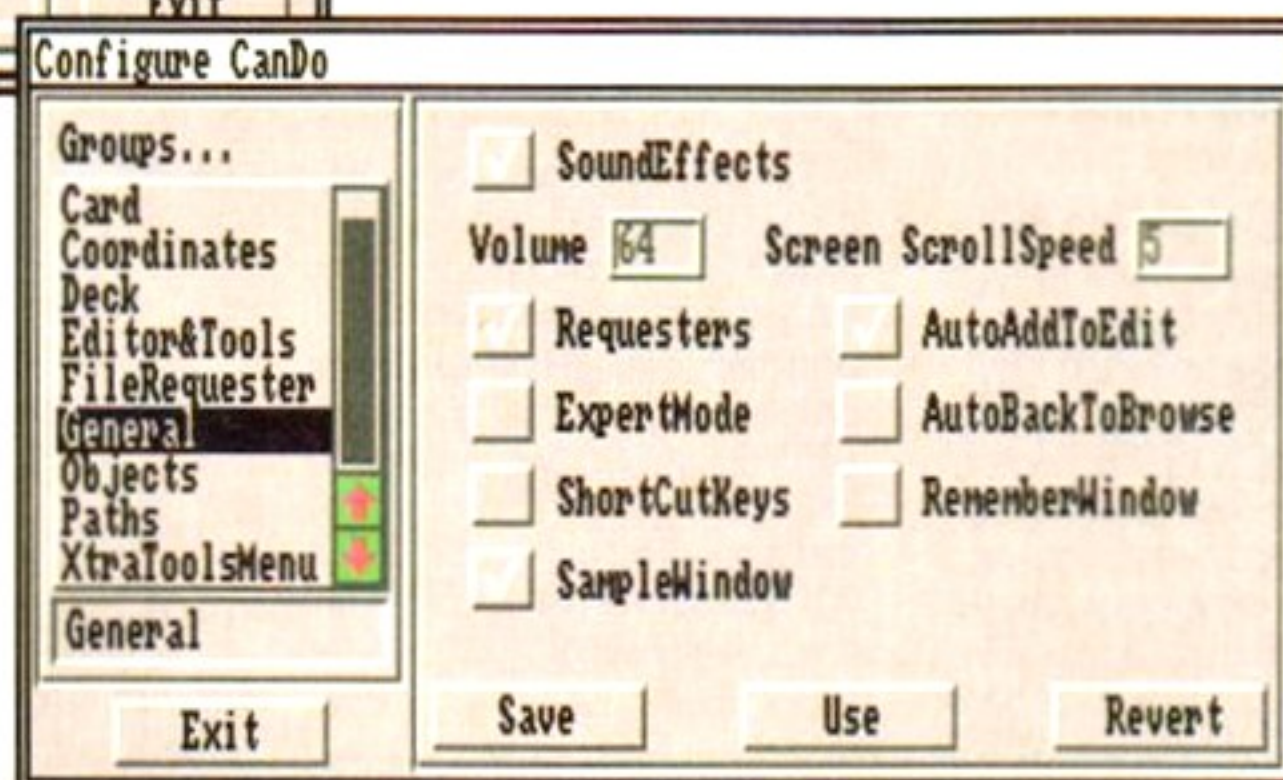 Exit
Configure CanDo
Groups...
Card
Coordinates
Deck
Editor&Tools
FileRequester
General
Objects
Paths
XtraToolsMenu
General
Exit
SoundEffects
Volume 64 Screen ScrollSpeed 5
Requesters AutoAddToEdit
ExpertMode AutoBackToBrowse
ShortCutKeys RememberWindow
SampleWindow
Save Use Revert